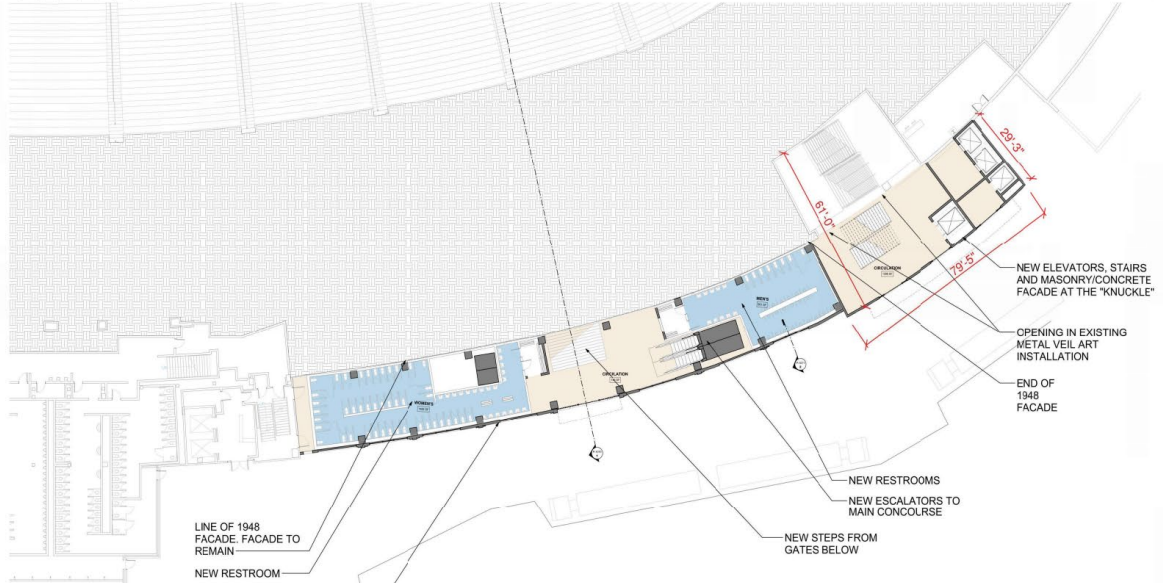 29'-3"
61'-0"
CIRCULATION
79'-5"
NEW ELEVATORS, STAIRS
AND MASONRY/CONCRETE
FACADE AT THE "KNUCKLE"
MEN'S
OPENING IN EXISTING
METAL VEIL ART
INSTALLATION
CIRCULATION
END OF
1948
FACADE
WOMEN'S
NEW RESTROOMS
NEW ESCALATORS TO
MAIN CONCOLRSE
LINE OF 1948
FACADE. FACADE TO
REMAIN
NEW STEPS FROM
GATES BELOW
NEW RESTROOM